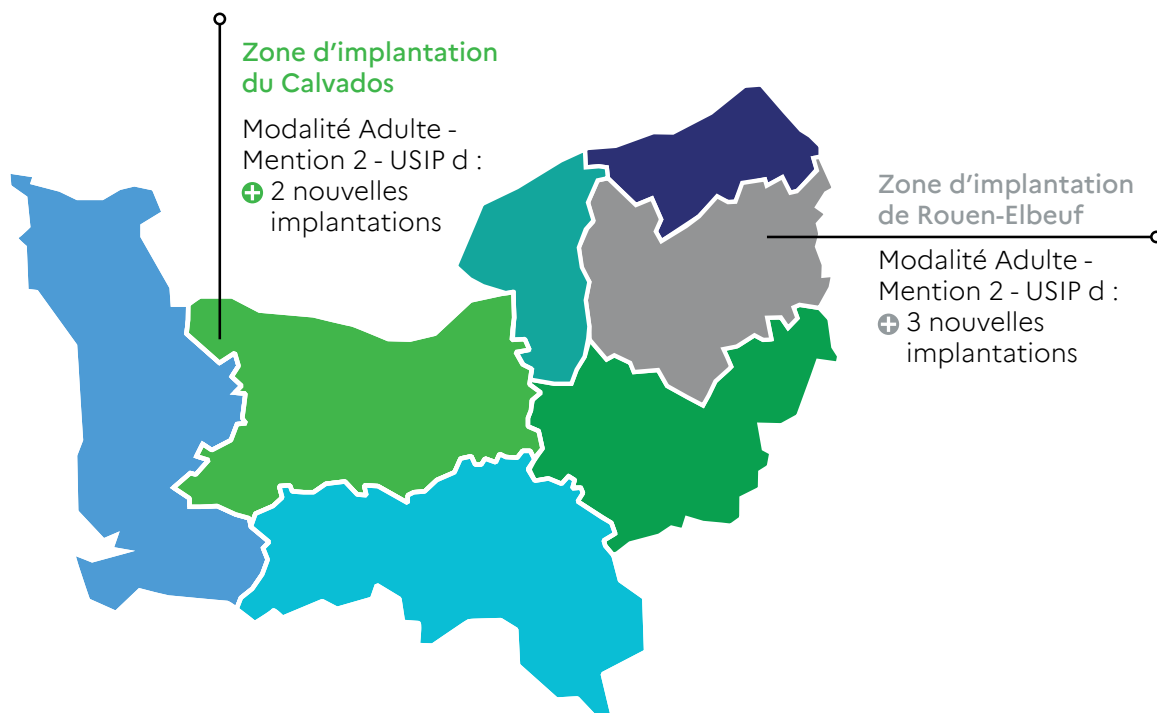 Zone d'implantation
du Calvados
Modalité Adulte -
Mention 2 - USIP d :
+ 2 nouvelles
implantations
Zone d'implantation
de Rouen-Elbeuf
Modalité Adulte -
Mention 2 - USIP d :
+ 3 nouvelles
implantations